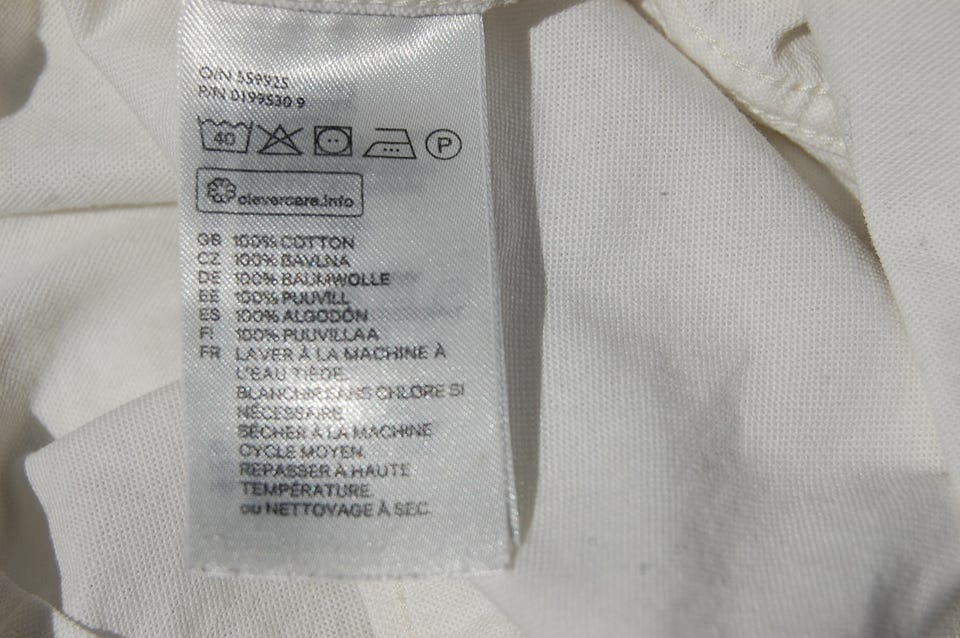 O/N 559925
P/N 0199530 9
40 P
clevercare.info
GB 100% COTTON
CZ 100% BAVLNA
DE 100% BAUMWOLLE
EE 100% PUUVILL
ES 100% ALGODÓN
FI 100% PUUVILLAA
FR LAVER À LA MACHINE À
L'EAU TIÈDE.
BLANCHIR SANS CHLORE SI
NÉCESSAIRE
SÉCHER À LA MACHINE
CYCLE MOYEN.
REPASSER À HAUTE
TEMPÉRATURE.
ou NETTOYAGE À SEC.